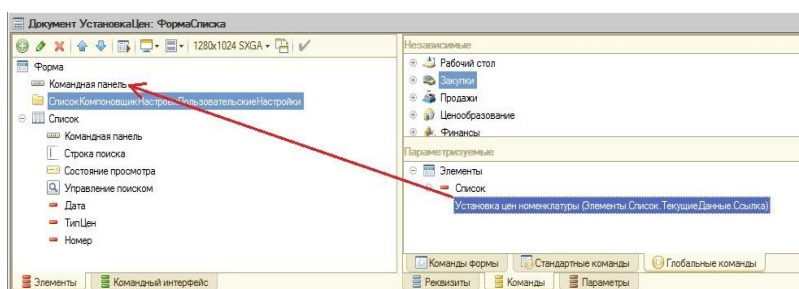 Документ УстановкаЦен: ФормаСписка
1280x1024 SXGA
Форма
Командная панель
СписокКомпоновщикНастроекПользовательскиеНастройки
Список
Командная панель
Строка поиска
Состояние просмотра
Управление поиском
Дата
ТипЦен
Номер
Элементы
Командный интерфейс
Независимые
Рабочий стол
Закупки
Продажи
Ценообразование
Финансы
Параметризуемые
Элементы
Список
Установка цен номенклатуры (Элементы.Список.ТекущиеДанные.Ссылка)
Команды формы
Стандартные команды
Глобальные команды
Реквизиты
Команды
Параметры